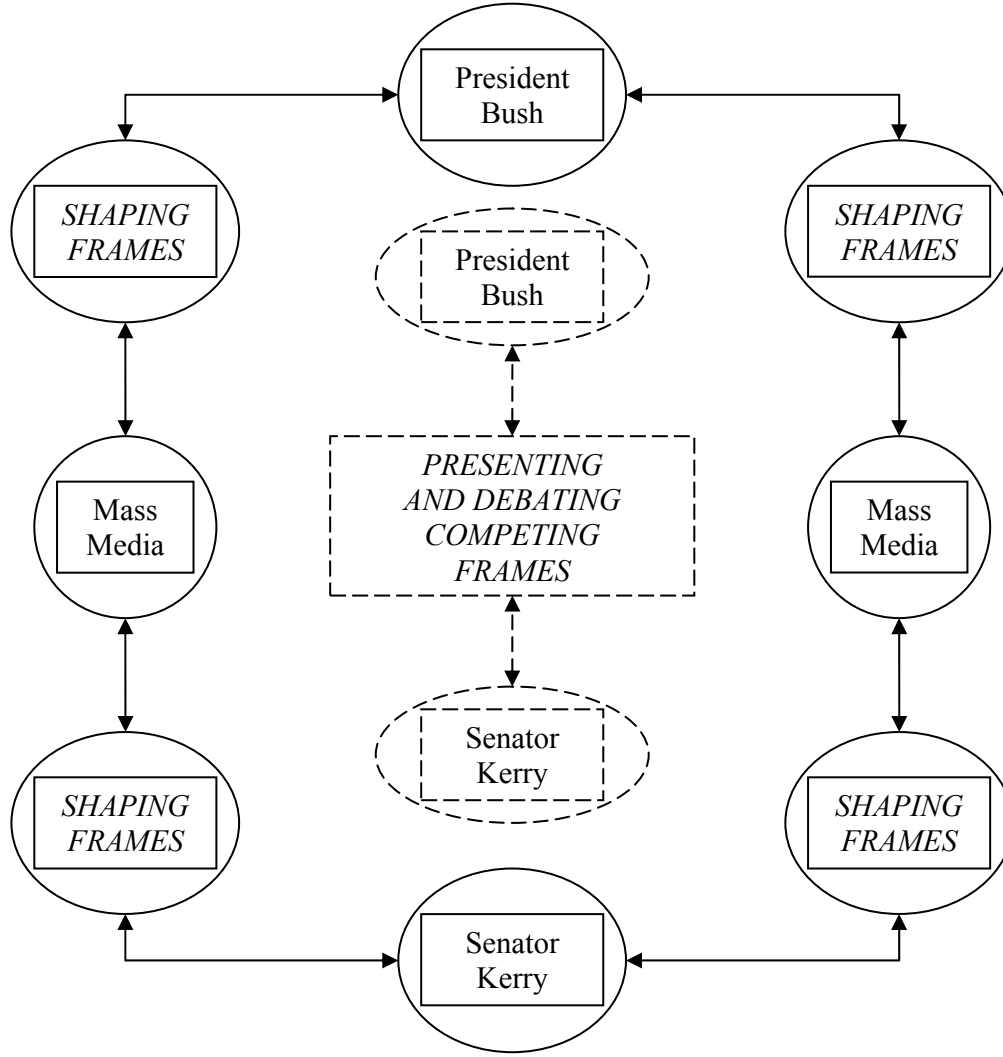 President
Bush
SHAPING
FRAMES
SHAPING
FRAMES
President
Bush
Mass
Media
PRESENTING
AND DEBATING
COMPETING
FRAMES
Mass
Media
Senator
Kerry
SHAPING
FRAMES
SHAPING
FRAMES
Senator
Kerry